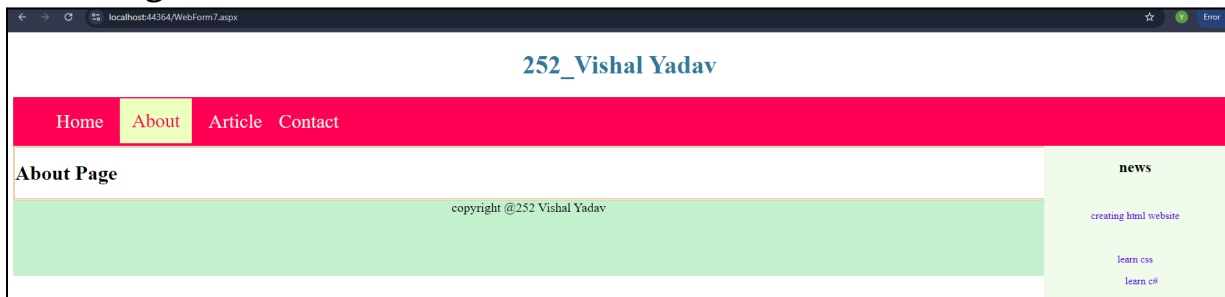 localhost:44364/WebForm7.aspx
Y
Error
252_Vishal Yadav
Home About Article Contact
About Page
copyright @252 Vishal Yadav
news
creating html website
learn css
learn c#